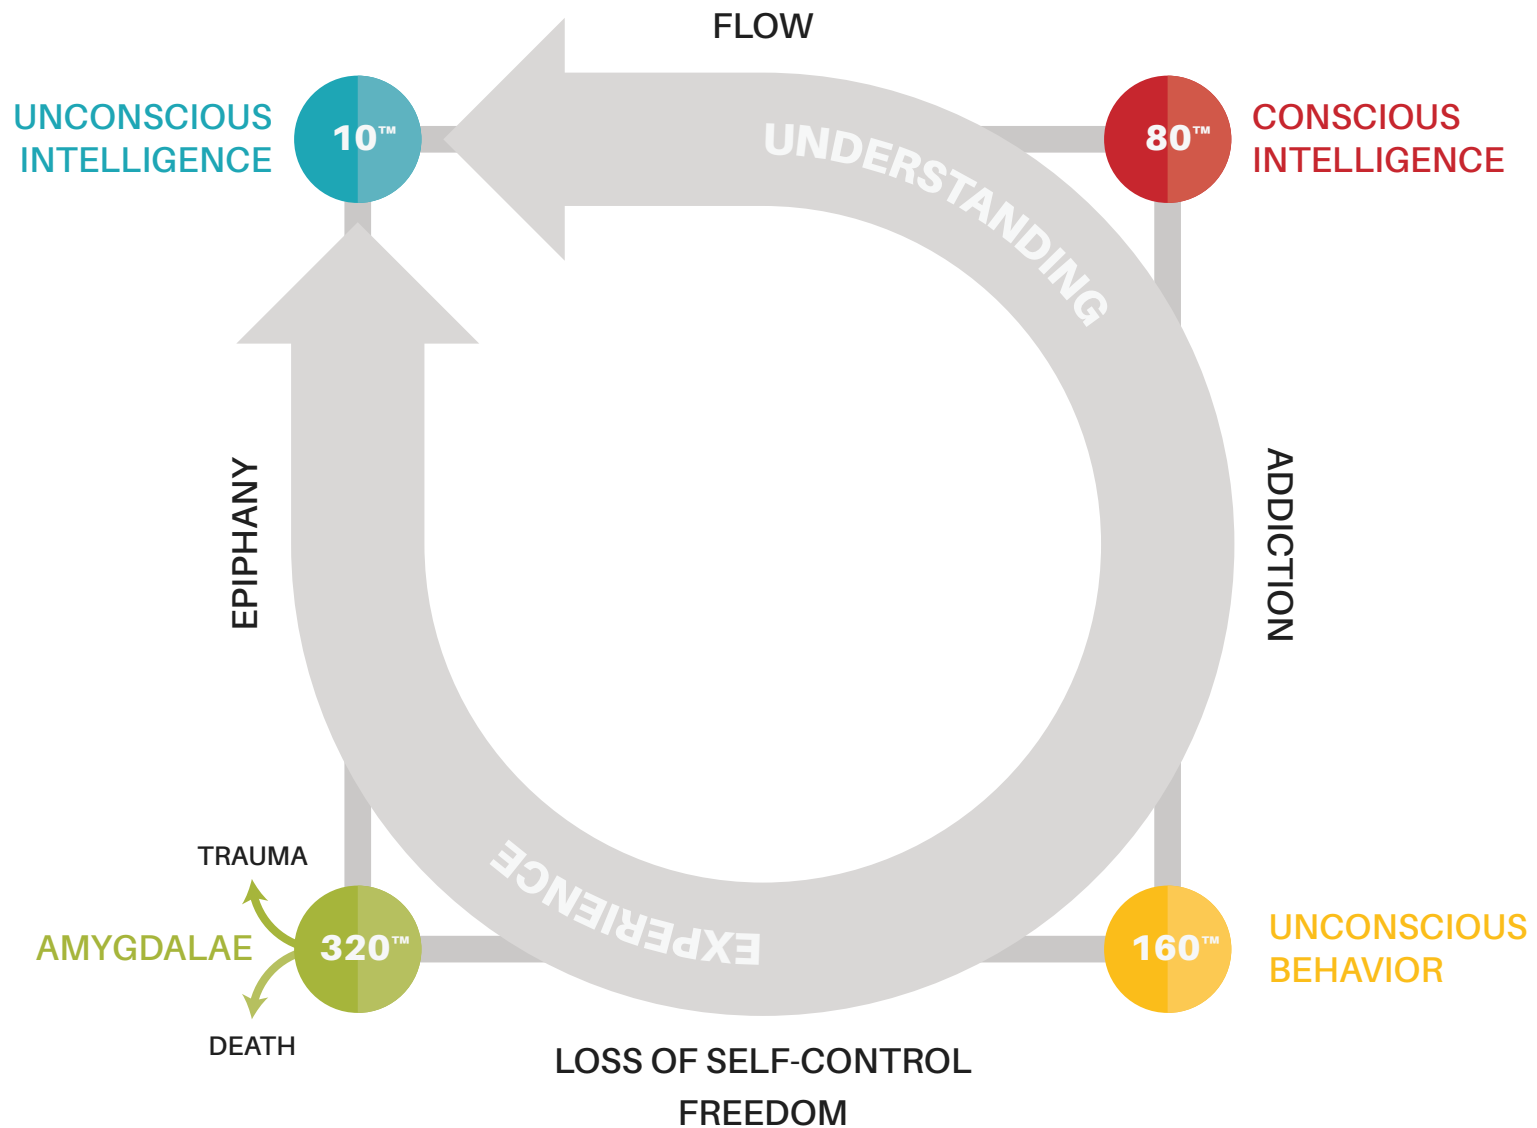 FLOW
UNCONSCIOUS
INTELLIGENCE
10™
80™
CONSCIOUS
INTELLIGENCE
UNDERSTANDING
EPIPHANY
ADDICTION
EXPERIENCE
TRAUMA
AMYGDALAE
320™
DEATH
160™
UNCONSCIOUS
BEHAVIOR
LOSS OF SELF-CONTROL
FREEDOM